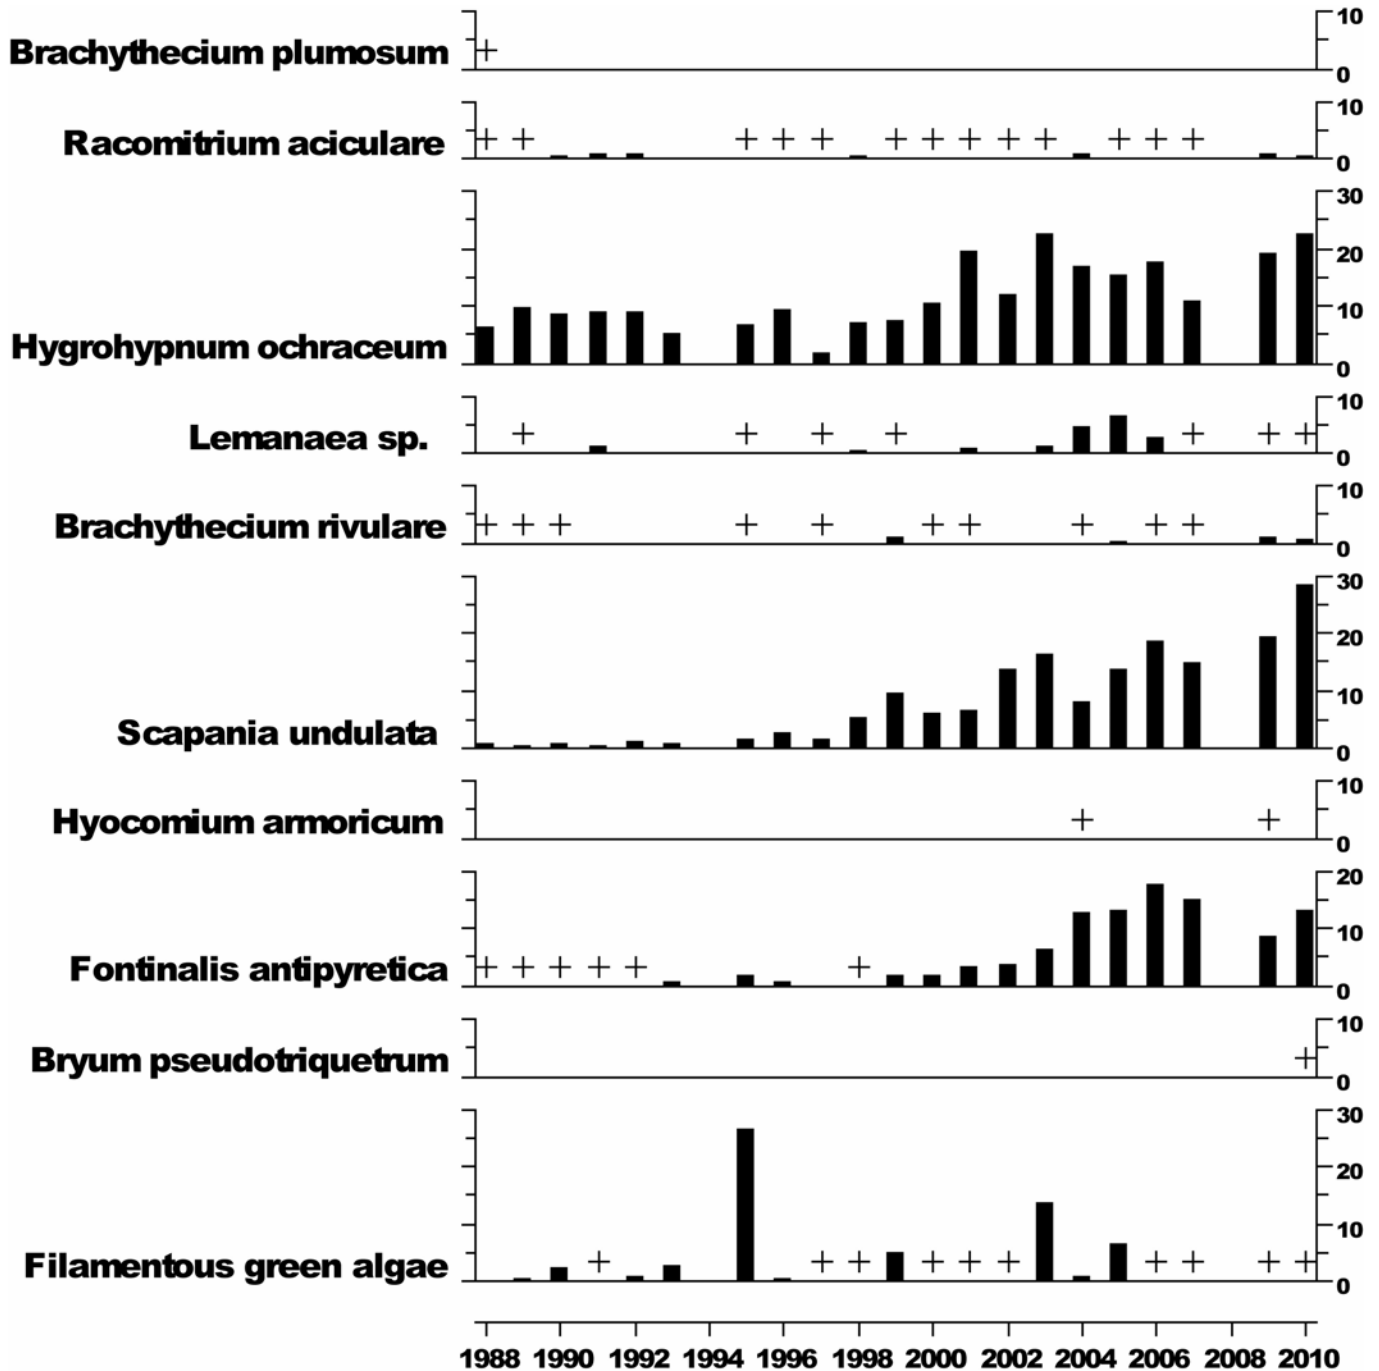 10
Brachythecium plumosum
0
10
Racomitrium aciculare
0
30
20
10
Hygrohypnum ochraceum
0
10
Lemanaea sp.
0
10
Brachythecium rivulare
0
30
20
10
Scapania undulata
0
10
Hyocomium armoricum
0
20
10
Fontinalis antipyretica
0
10
Bryum pseudotriquetrum
0
30
20
10
Filamentous green algae
0
1988 1990 1992 1994 1996 1998 2000 2002 2004 2006 2008 2010